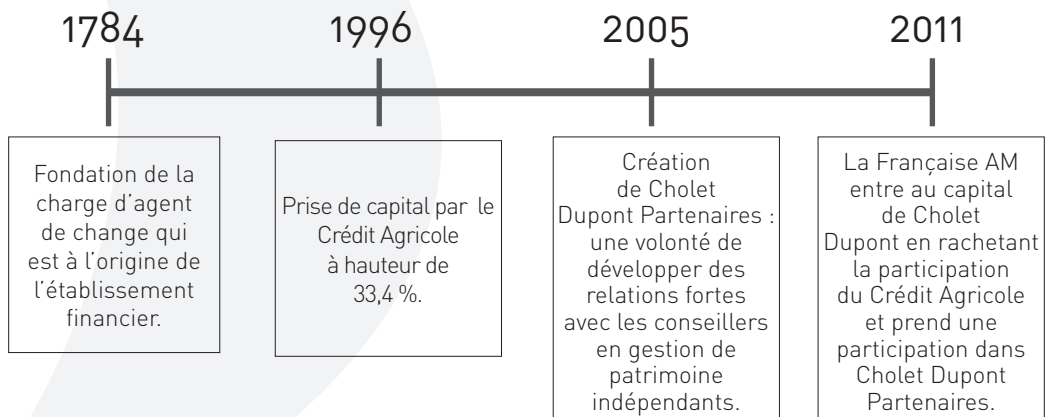 1784
Fondation de la
charge d’agent
de change qui
est à l’origine de
l’établissement
financier.
1996
Prise de capital par le
Crédit Agricole
à hauteur de
33,4 %.
2005
Création
de Cholet
Dupont Partenaires :
une volonté de
développer des
relations fortes
avec les conseillers
en gestion de
patrimoine
indépendants.
2011
La Française AM
entre au capital
de Cholet
Dupont en rachetant
la participation
du Crédit Agricole
et prend une
participation dans
Cholet Dupont
Partenaires.